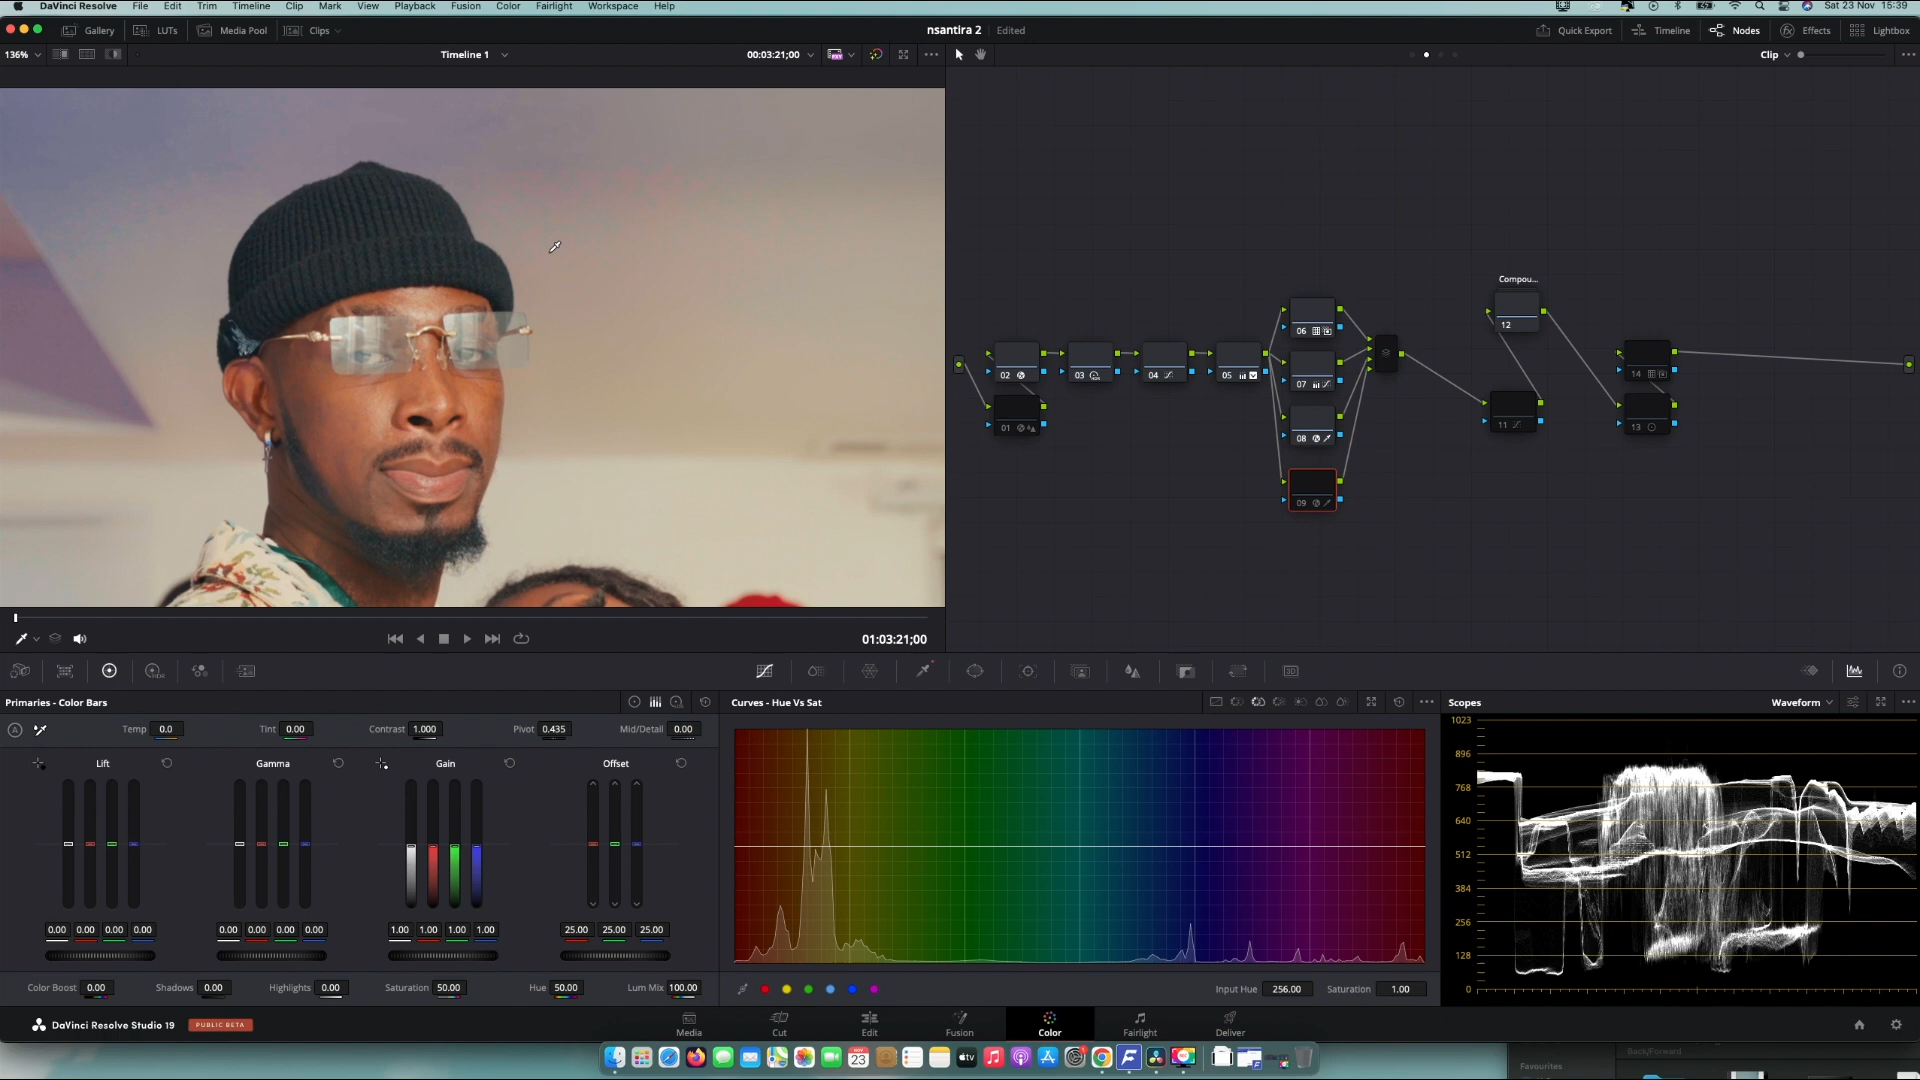 DaVinci Resolve File Edit Trim Timeline Clip Mark View Playback Fusion Color Fairlight Workspace Help Sat 23 Nov 15:39
Gallery LUTs Media Pool Clips nsantira 2 Edited Quick Export Timeline Nodes Effects Lightbox
136% Timeline 1 00:03:21;00 Clip
Compou...
12
06
02 03 04 05
07
14
01
08
11
13
09
01:03:21;00
Primaries - Color Bars
Curves - Hue Vs Sat
Scopes Waveform
Temp 0.0 Tint 0.00 Contrast 1.000 Pivot 0.435 Mid/Detail 0.00
Lift Gamma Gain Offset
1023
896
768
640
512
384
256
128
0
0.00 0.00 0.00 0.00 0.00 0.00 0.00 0.00 1.00 1.00 1.00 1.00 25.00 25.00 25.00
Color Boost 0.00 Shadows 0.00 Highlights 0.00 Saturation 50.00 Hue 50.00 Lum Mix 100.00
Input Hue 256.00 Saturation 1.00
DaVinci Resolve Studio 19 PUBLIC BETA
Media Cut Edit Fusion Color Fairlight Deliver
NOV
23
tv
Back/Forward
Favourites